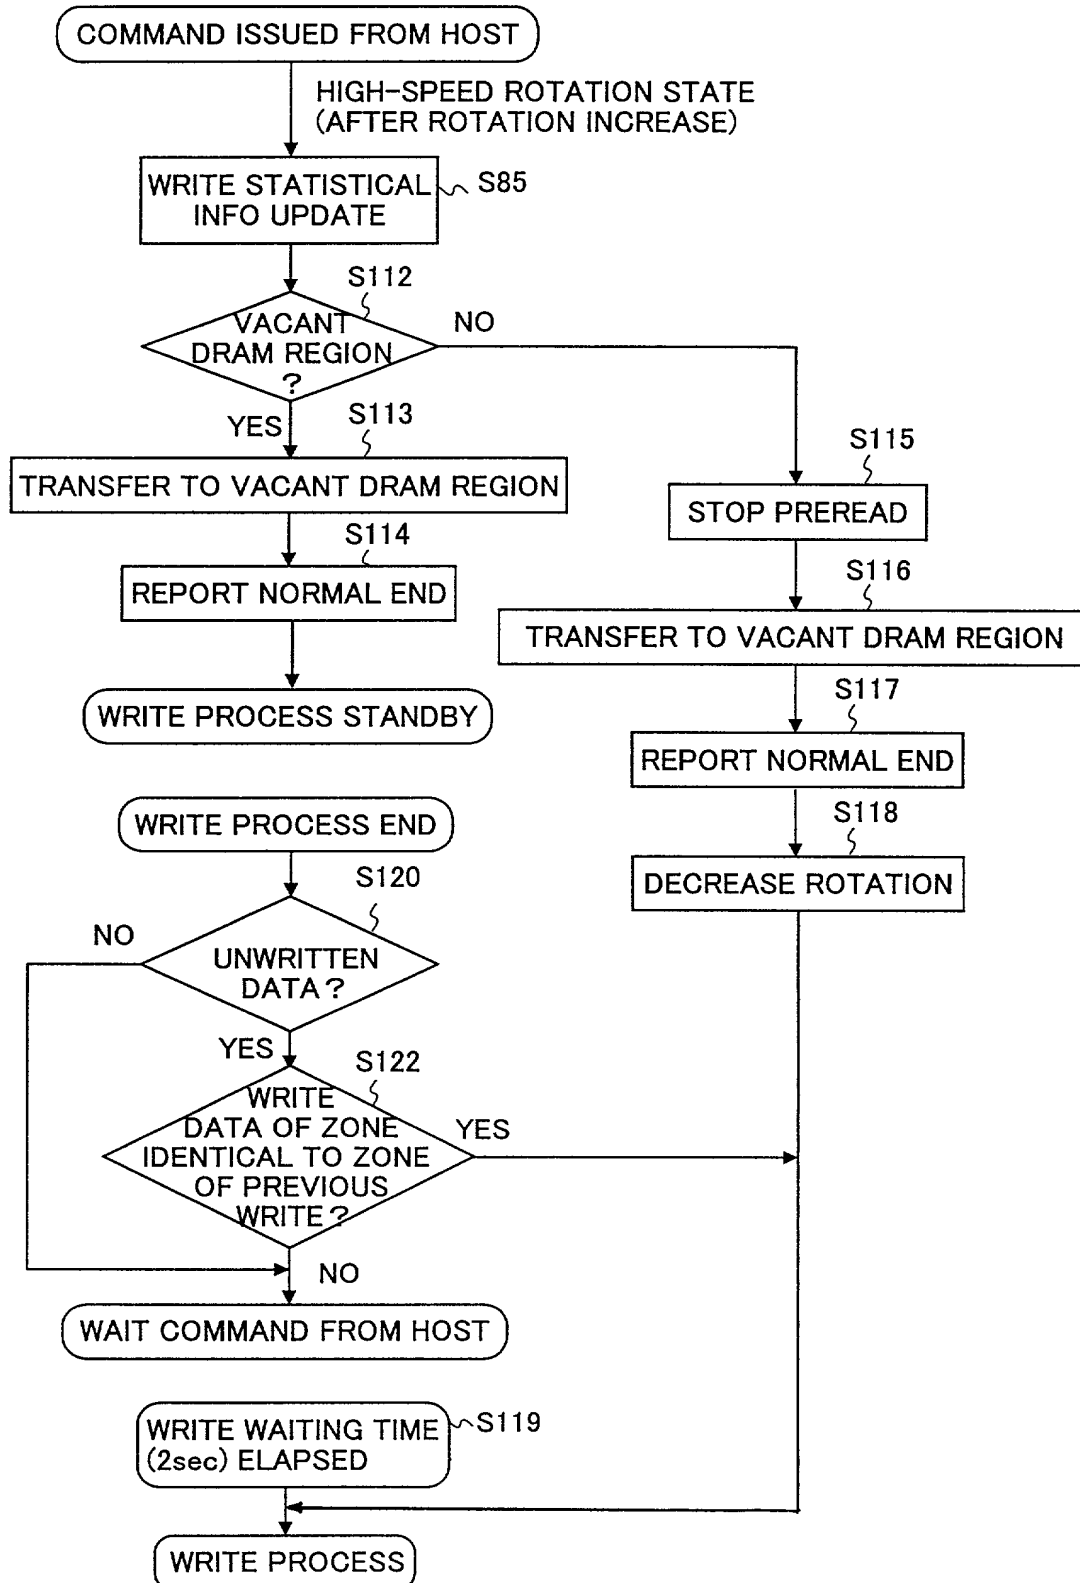 COMMAND ISSUED FROM HOST
HIGH-SPEED ROTATION STATE
(AFTER ROTATION INCREASE)
WRITE STATISTICAL
INFO UPDATE
S85
S112
VACANT
DRAM REGION
?
NO
YES
S113
TRANSFER TO VACANT DRAM REGION
S114
REPORT NORMAL END
WRITE PROCESS STANDBY
S115
STOP PREREAD
S116
TRANSFER TO VACANT DRAM REGION
S117
REPORT NORMAL END
S118
DECREASE ROTATION
WRITE PROCESS END
S120
UNWRITTEN
DATA?
NO
YES
S122
WRITE
DATA OF ZONE
IDENTICAL TO ZONE
OF PREVIOUS
WRITE?
YES
NO
WAIT COMMAND FROM HOST
WRITE WAITING TIME
(2sec) ELAPSED
S119
WRITE PROCESS